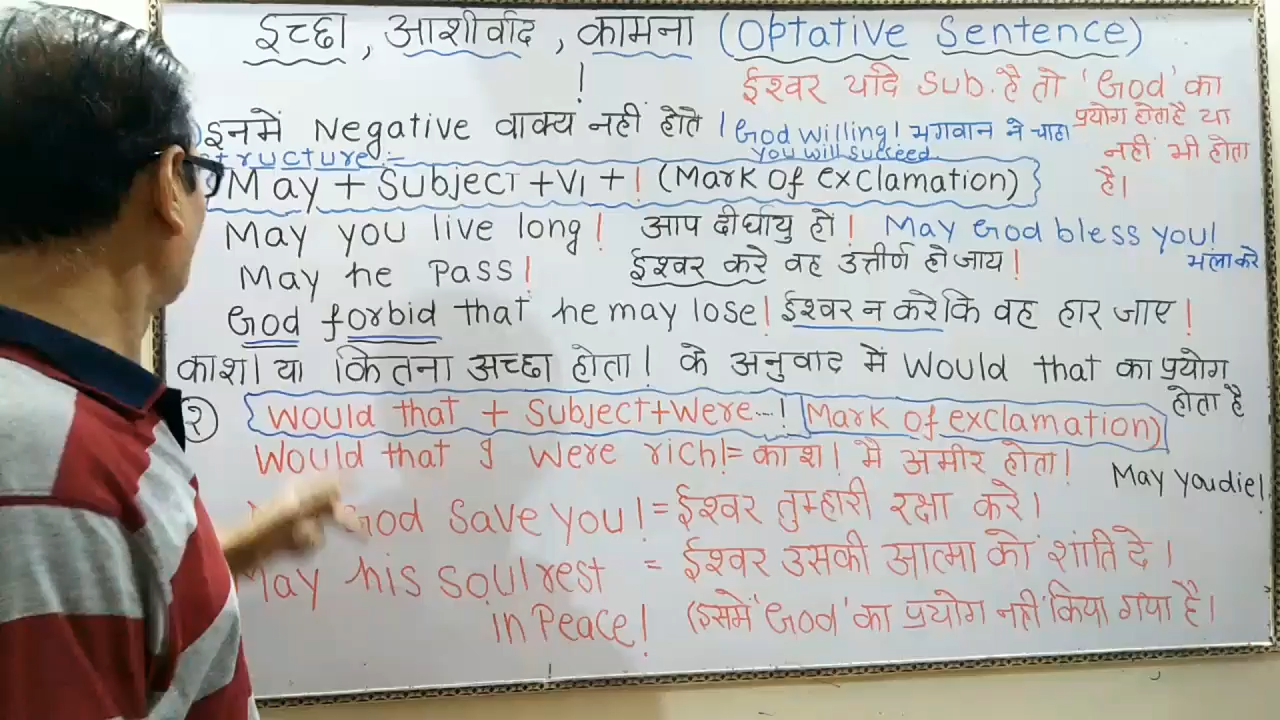 इच्छा, आशीर्वाद, कामना (Optative Sentence)
!
ईश्वर यदि Sub. है तो 'God' का
प्रयोग होता है या
नहीं भी होता
है।
इनमें Negative वाक्य नहीं होते।
God willing! भगवान ने चाहा
You will Succeed
tructure:-
May + Subject + V1 + ! (Mark of exclamation)
May you live long! आप दीर्घायु हों!
May God bless you!
भला करे
May he pass! ईश्वर करे वह उत्तीर्ण हो जाय!
God forbid that he may lose! ईश्वर न करे कि वह हार जाए!
काश। या कितना अच्छा होता! के अनुवाद में Would that का प्रयोग
होता है
२ Would that + Subject + Were...! Mark of exclamation)
Would that I were rich! = काश! मै अमीर होता!
May you die!
God save you! = ईश्वर तुम्हारी रक्षा करे।
May his soul rest = ईश्वर उसकी आत्मा को शांति दे।
in Peace! (इसमें 'God' का प्रयोग नहीं किया गया है।